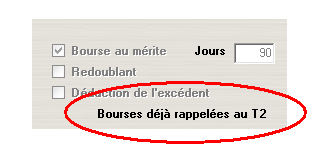 Bourse au mérite Jours 90
Redoublant
Déduction de l'excédent
Bourses déjà rappelées au T2